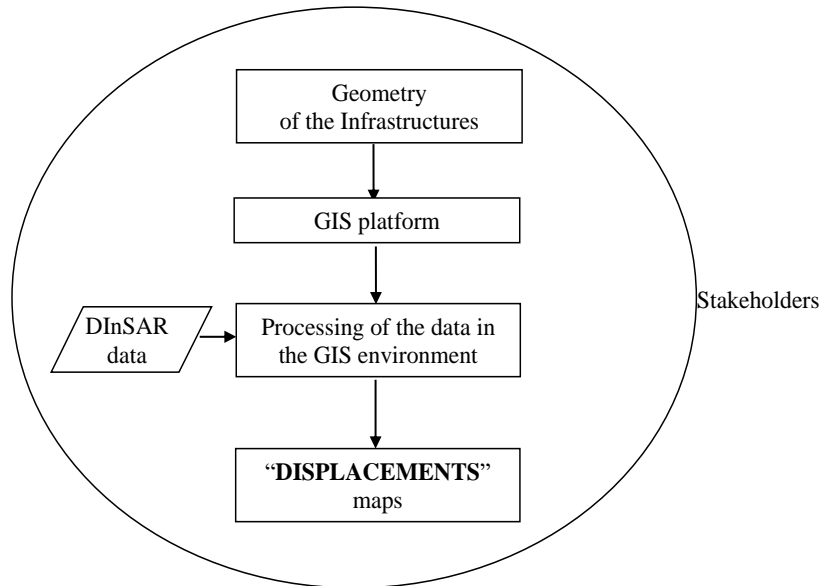 Geometry
of the Infrastructures
GIS platform
Stakeholders
DInSAR
data
Processing of the data in
the GIS environment
“DISPLACEMENTS”
maps